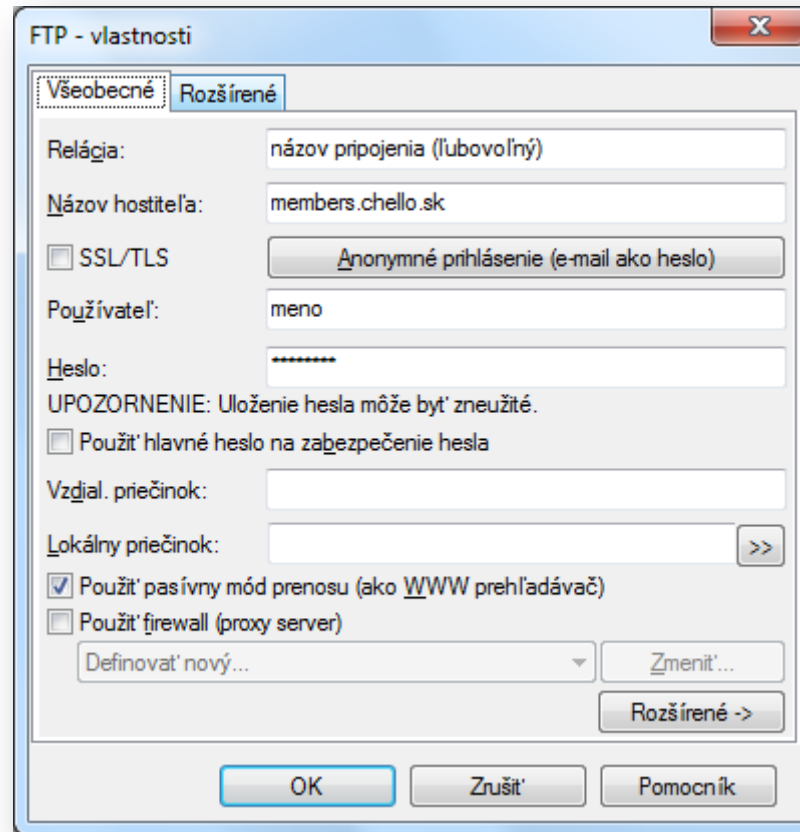 FTP - vlastnosti
Všeobecné Rozšírené
Relácia: názov pripojenia (ľubovoľný)
Názov hostiteľa: members.chello.sk
SSL/TLS Anonymné prihlásenie (e-mail ako heslo)
Používateľ: meno
Heslo: ********
UPOZORNENIE: Uloženie hesla môže byť zneužité.
Použiť hlavné heslo na zabezpečenie hesla
Vzdial. priečinok:
Lokálny priečinok: >>
Použiť pasívny mód prenosu (ako WWW prehľadávač)
Použiť firewall (proxy server)
Definovať nový... Zmeniť...
Rozšírené ->
OK Zrušiť Pomocník